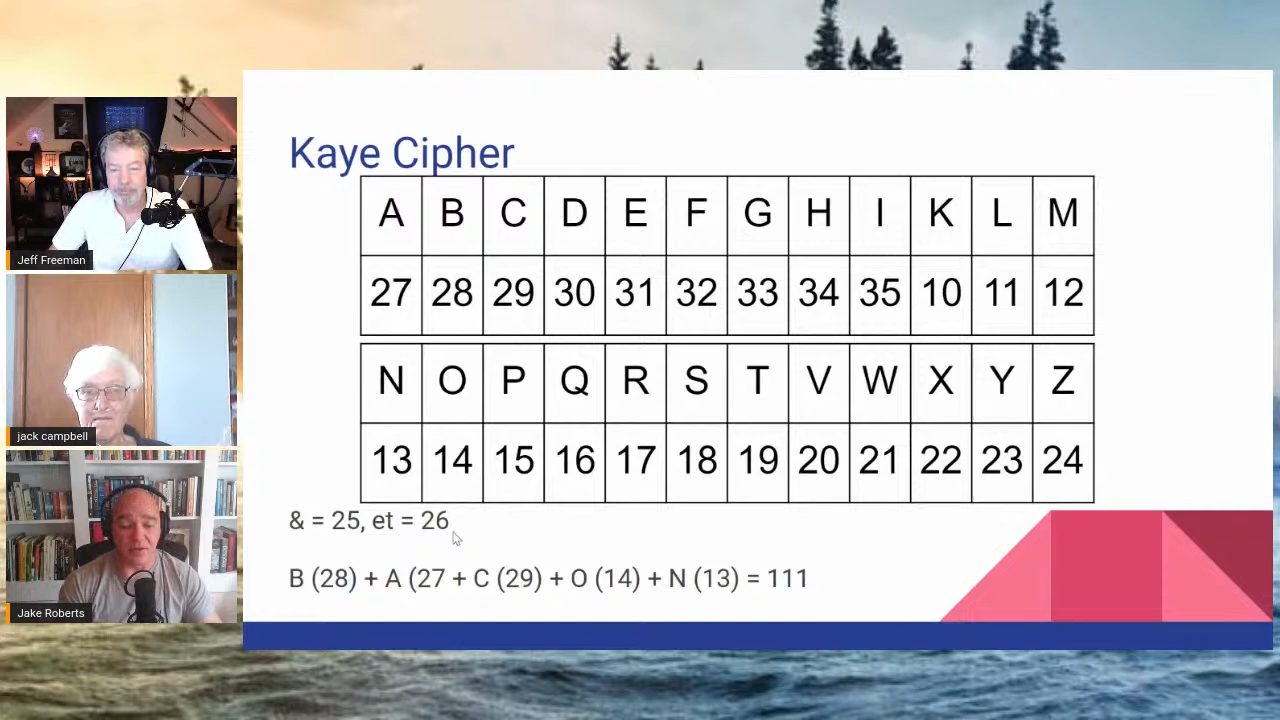 Kaye Cipher
A B C D E F G H I K L M
27 28 29 30 31 32 33 34 35 10 11 12
N O P Q R S T V W X Y Z
13 14 15 16 17 18 19 20 21 22 23 24
& = 25, et = 26
B (28) + A (27 + C (29) + O (14) + N (13) = 111
Jeff Freeman
jack campbell
Jake Roberts